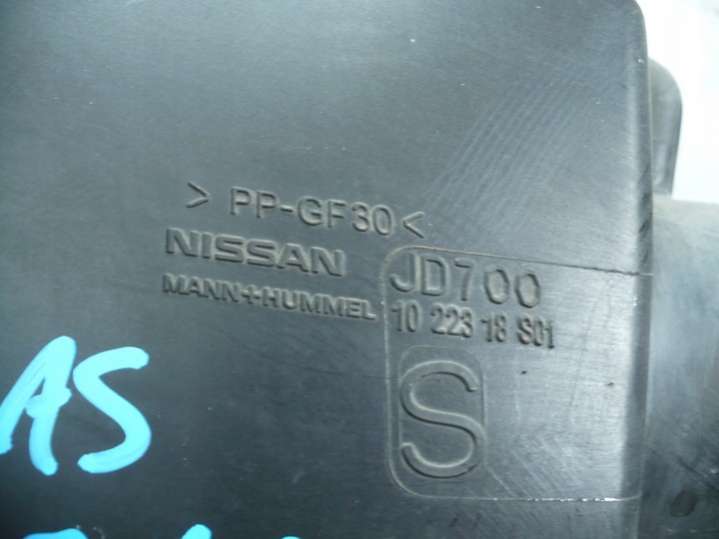 > PP-GF30 <
NISSAN JD700
MANN+HUMMEL 10 223 18 S01
S
AS